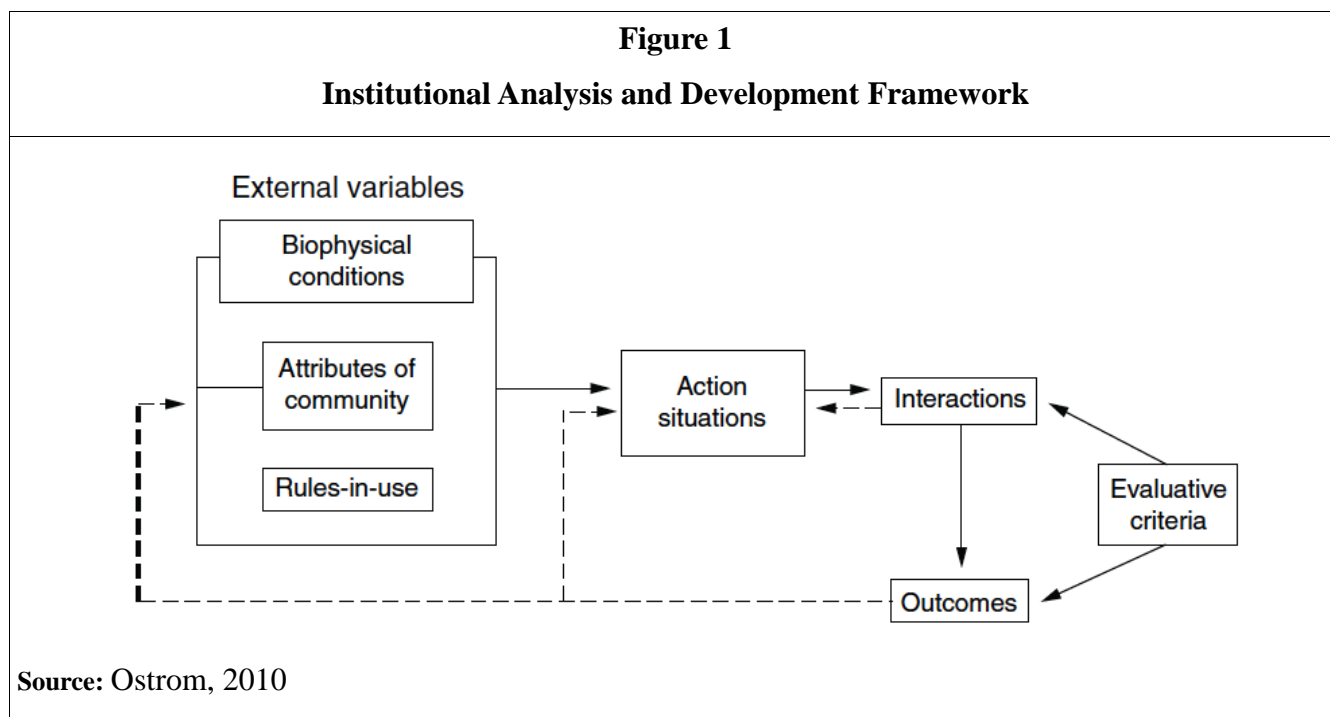 Figure 1
Institutional Analysis and Development Framework
External variables
Biophysical
conditions
Attributes of
community
Rules-in-use
Action
situations
Interactions
Evaluative
criteria
Outcomes
Source: Ostrom, 2010